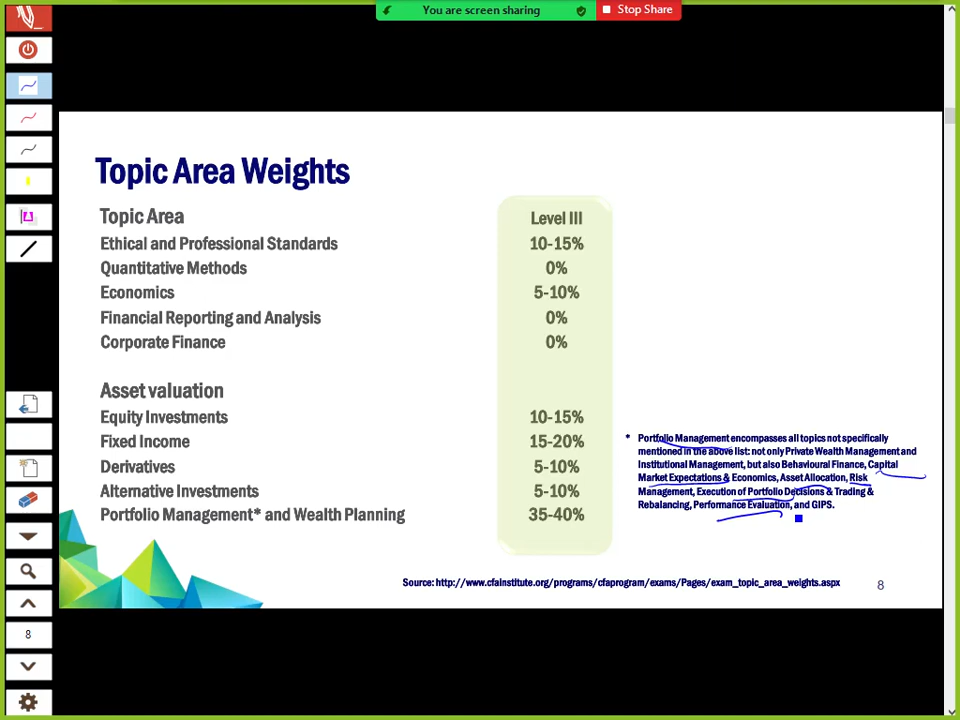 You are screen sharing
Stop Share
Topic Area Weights
Topic Area Level III
Ethical and Professional Standards 10-15%
Quantitative Methods 0%
Economics 5-10%
Financial Reporting and Analysis 0%
Corporate Finance 0%
Asset valuation
Equity Investments 10-15%
Fixed Income 15-20%
Derivatives 5-10%
Alternative Investments 5-10%
Portfolio Management* and Wealth Planning 35-40%
* Portfolio Management encompasses all topics not specifically
mentioned in the above list: not only Private Wealth Management and
Institutional Management, but also Behavioural Finance, Capital
Market Expectations & Economics, Asset Allocation, Risk
Management, Execution of Portfolio Decisions & Trading &
Rebalancing, Performance Evaluation, and GIPS.
Source: http://www.cfainstitute.org/programs/cfaprogram/exams/Pages/exam_topic_area_weights.aspx
8
8